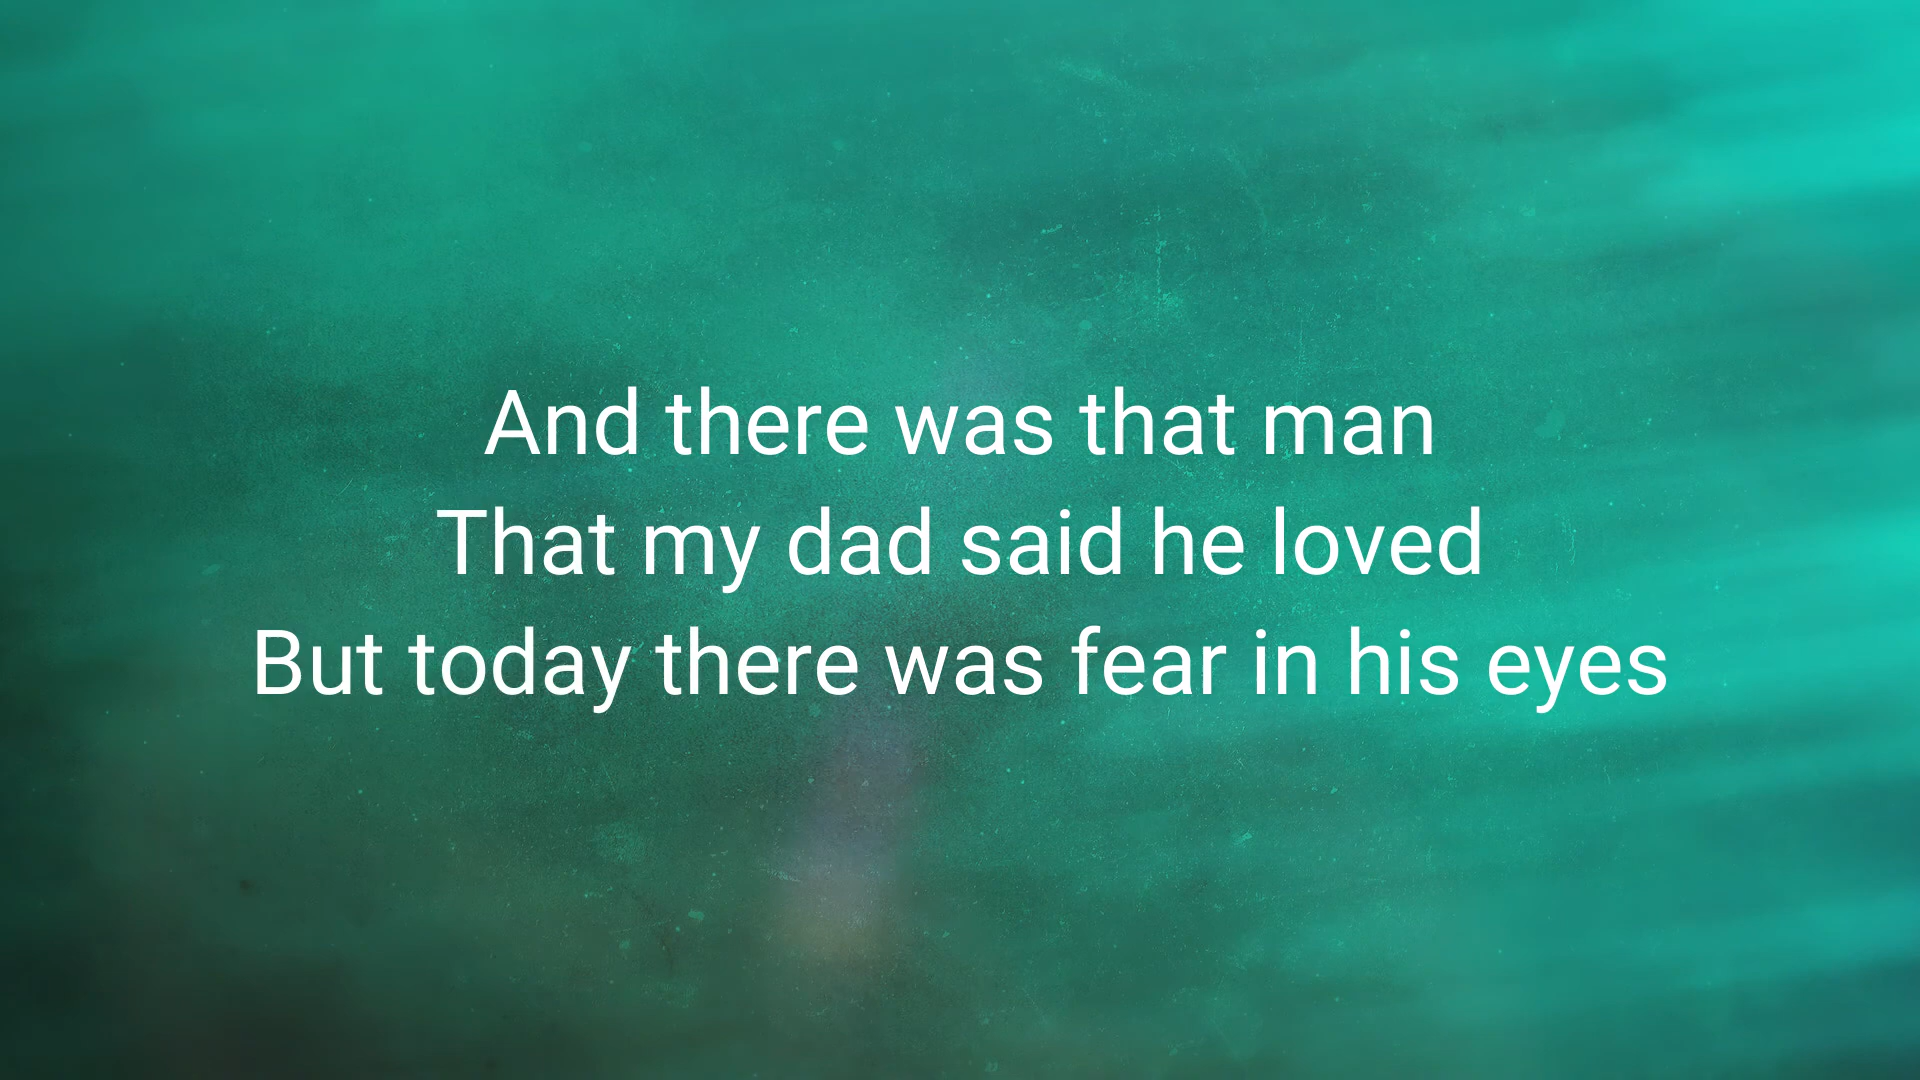 And there was that man
That my dad said he loved
But today there was fear in his eyes